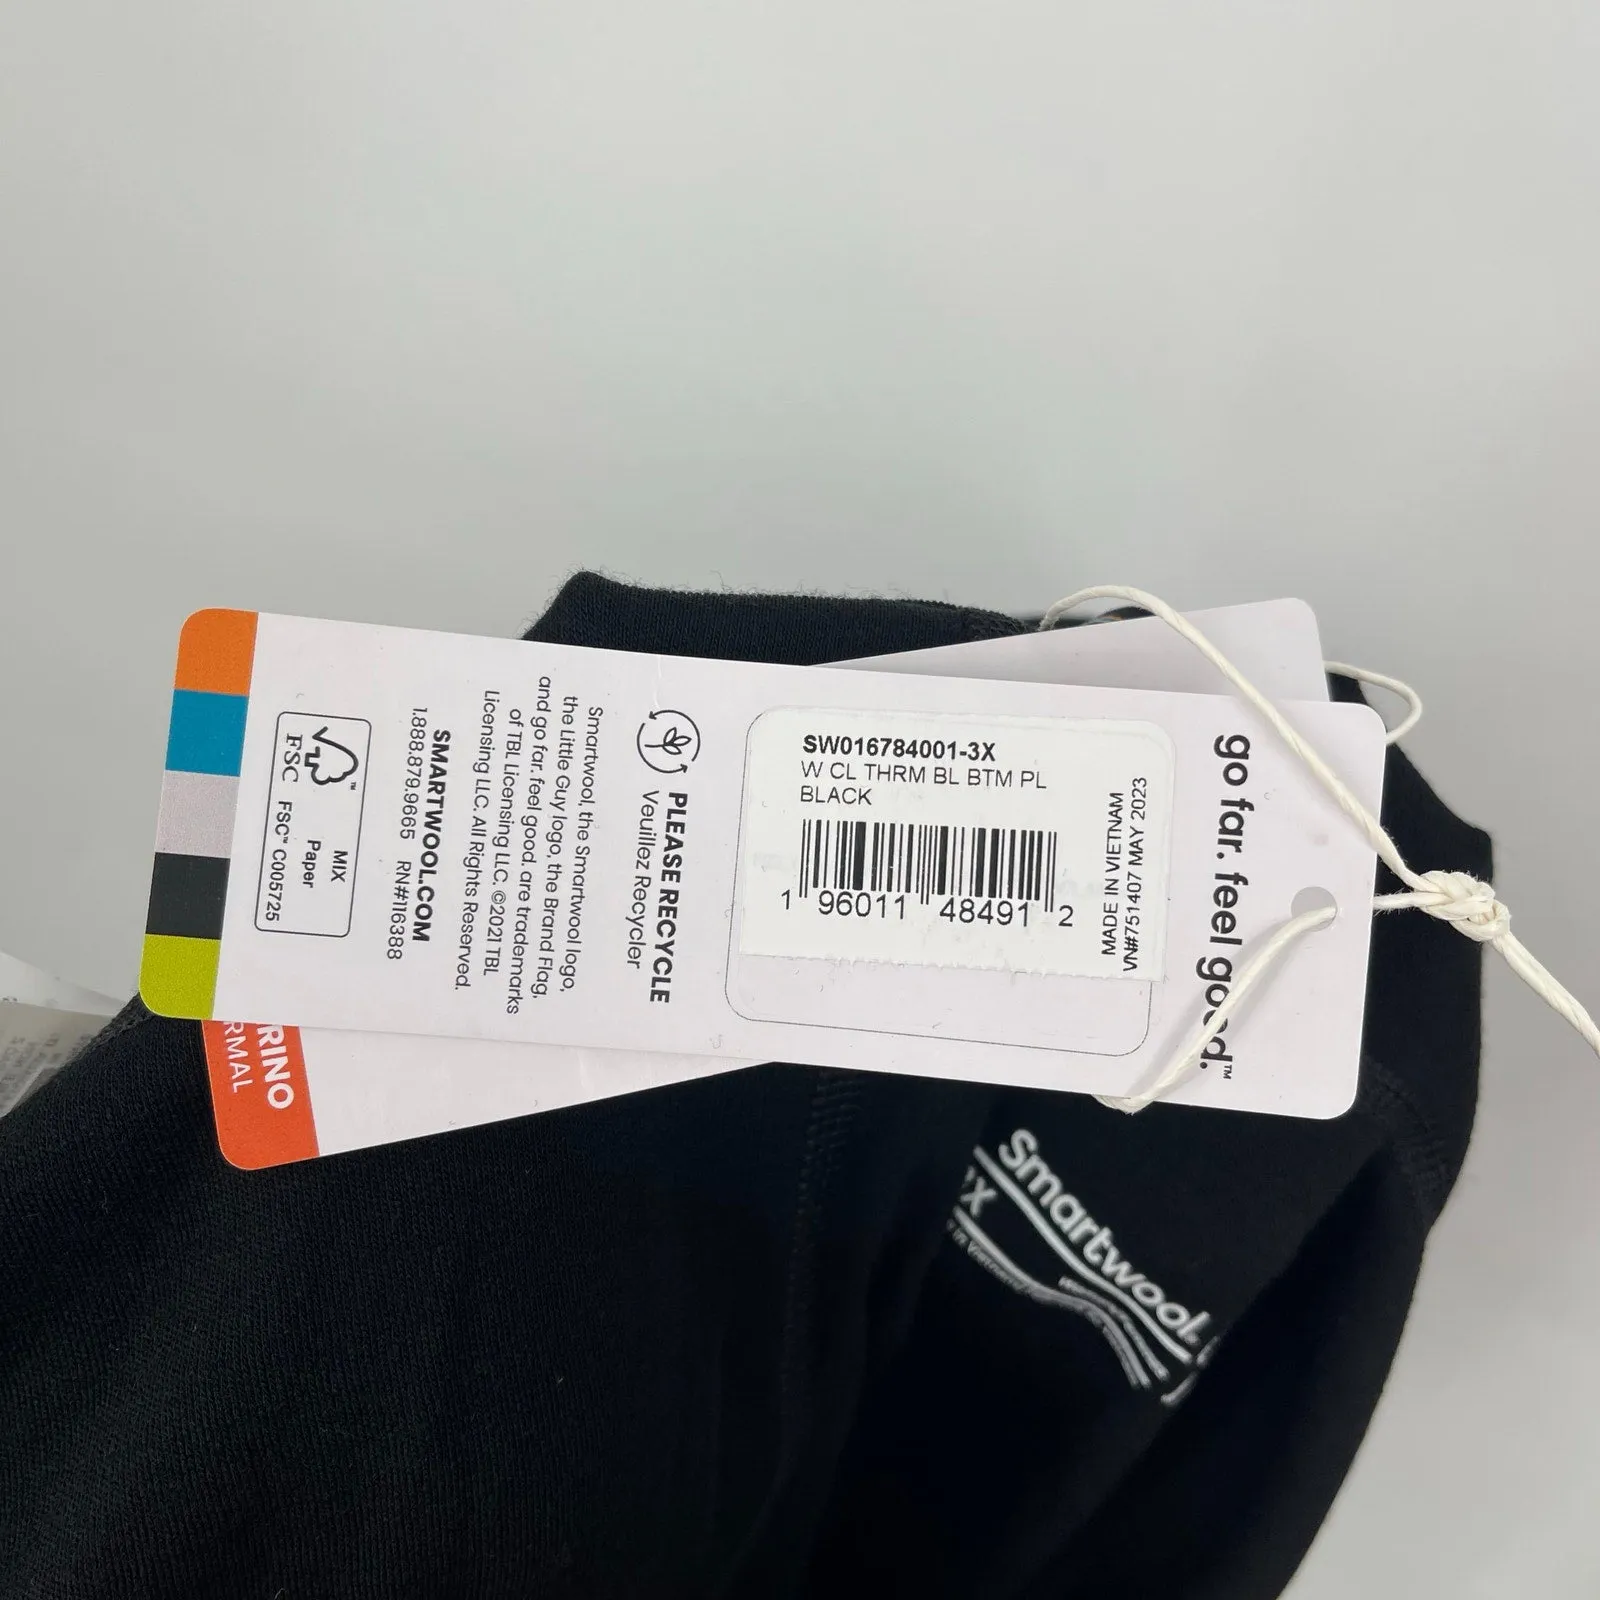 SW016784001-3X
W CL THRM BL BTM PL
BLACK
1 96011 48491 2
MADE IN VIETNAM
VN#751407 MAY 2023
go far. feel good.™
PLEASE RECYCLE
Veuillez Recycler
Smartwool, the Smartwool logo,
the Little Guy logo, the Brand Flag,
and go far. feel good. are trademarks
of TBL Licensing LLC. ©2021 TBL
Licensing LLC. All Rights Reserved.
SMARTWOOL.COM
1.888.879.9665 RN#116388
FSC
MIX
Paper
FSC™ C005725
RINO
RMAL
Smartwool